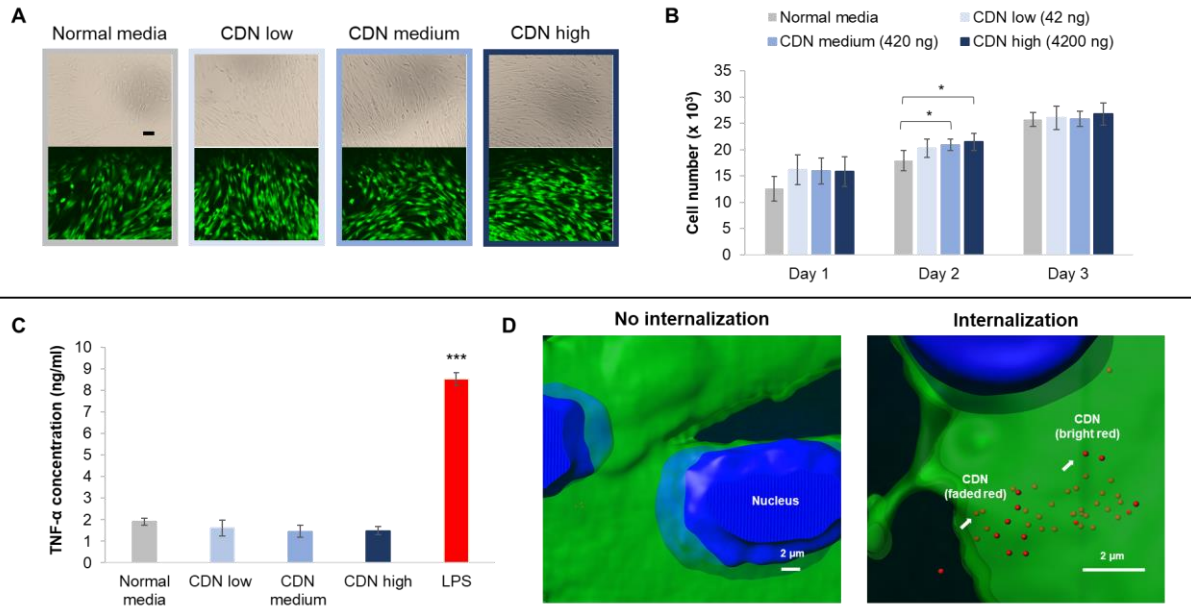 A
Normal media
CDN low
CDN medium
CDN high
B
Normal media
CDN low (42 ng)
CDN medium (420 ng)
CDN high (4200 ng)
Cell number (x 10³)
35
30
25
20
15
10
5
0
*
*
Day 1
Day 2
Day 3
C
TNF-α concentration (ng/ml)
10
9
8
7
6
5
4
3
2
1
0
***
Normal
media
CDN low
CDN
medium
CDN high
LPS
D
No internalization
Nucleus
2 µm
Internalization
CDN
(bright red)
CDN
(faded red)
2 µm